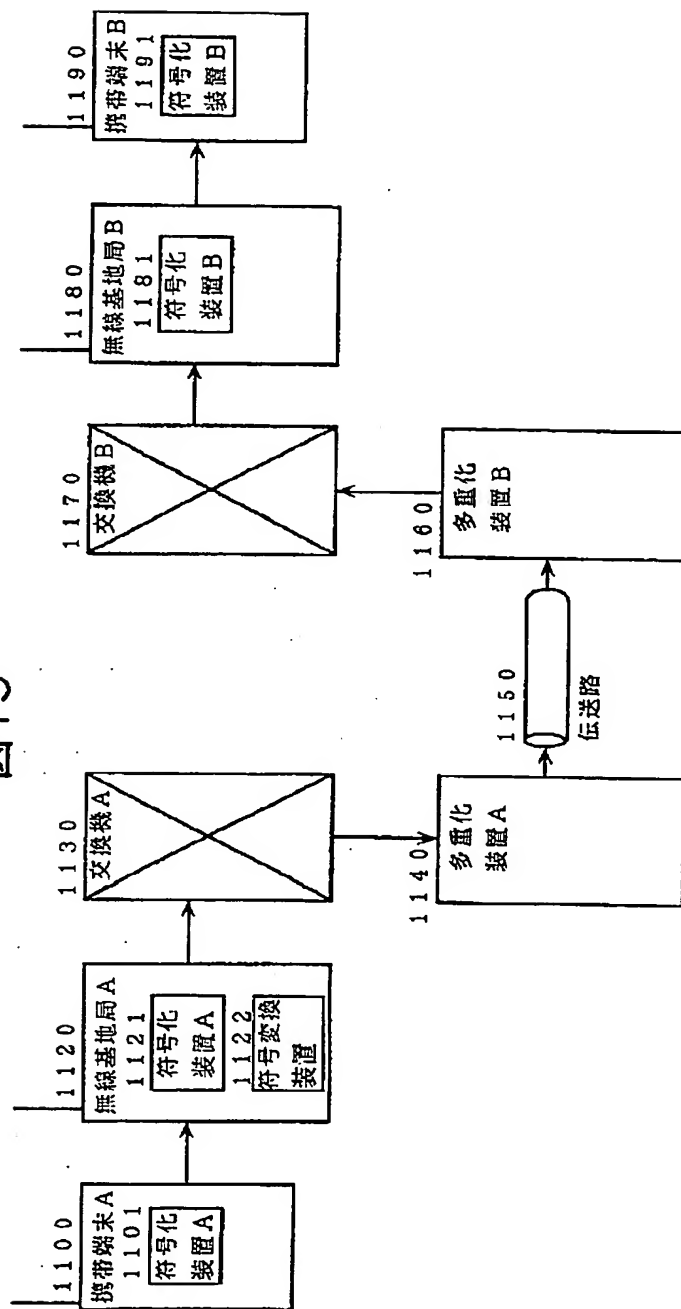 図
1100
携帯端末A
1101
符号化
装置A
1120
無線基地局A
1121
符号化
装置A
1122
符号変換
装置
1130
交換機A
1140
多重化
装置A
1150
伝送路
1160
多重化
装置B
1170
交換機B
1180
無線基地局B
1181
符号化
装置B
1190
携帯端末B
1191
符号化
装置B